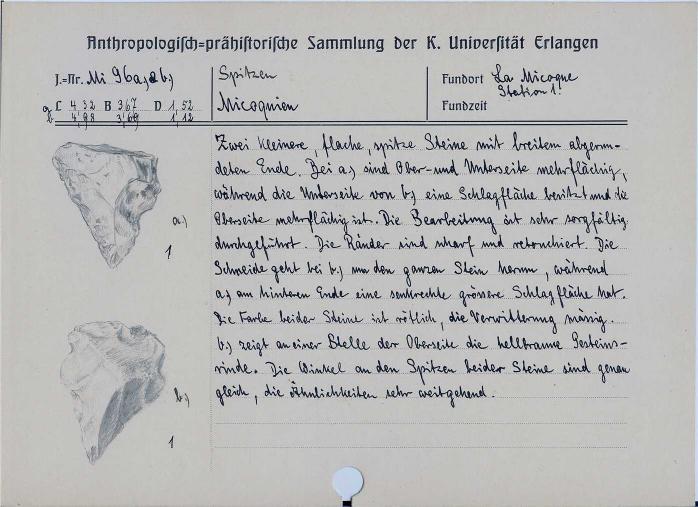 Anthropologisch=prähistorische Sammlung der K. Universität Erlangen
J.=Nr. Mi 96a, & b,
Spitzen
Fundort La Micoque
Station 1.
a, L 4,32 B 3,67 D 1,52
b, 4,98 3,69 1,12
Micoquien
Fundzeit
Zwei kleinere, flache, spitze Steine mit breitem abgerun-
deten Ende. Bei a) sind Ober- und Unterseite mehrflächig,
während die Unterseite von b) eine Schlagfläche besitzt und die
Oberseite mehrflächig ist. Die Bearbeitung ist sehr sorgfältig
durchgeführt. Die Ränder sind scharf und retouchiert. Die
Schneide geht bei b.) um den ganzen Stein herum, während
a) am hinteren Ende eine senkrechte grössere Schlagfläche hat.
Die Farbe beider Steine ist rötlich, die Verwitterung mässig.
b.) zeigt an einer Stelle der Oberseite die hellbraune Gesteins-
rinde. Die Winkel an den Spitzen beider Steine sind genau
gleich, die Ähnlichkeiten sehr weitgehend.
a.)
1
b.)
1